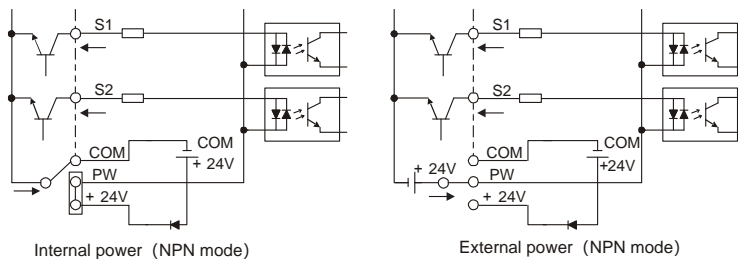 S1
S2
COM
COM
+ 24V
PW
+ 24V
Internal power (NPN mode)
S1
S2
COM
COM
+24V
+ 24V
PW
+ 24V
External power (NPN mode)